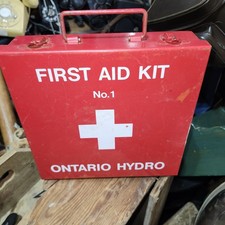 FIRST AID KIT
No.1
ONTARIO HYDRO